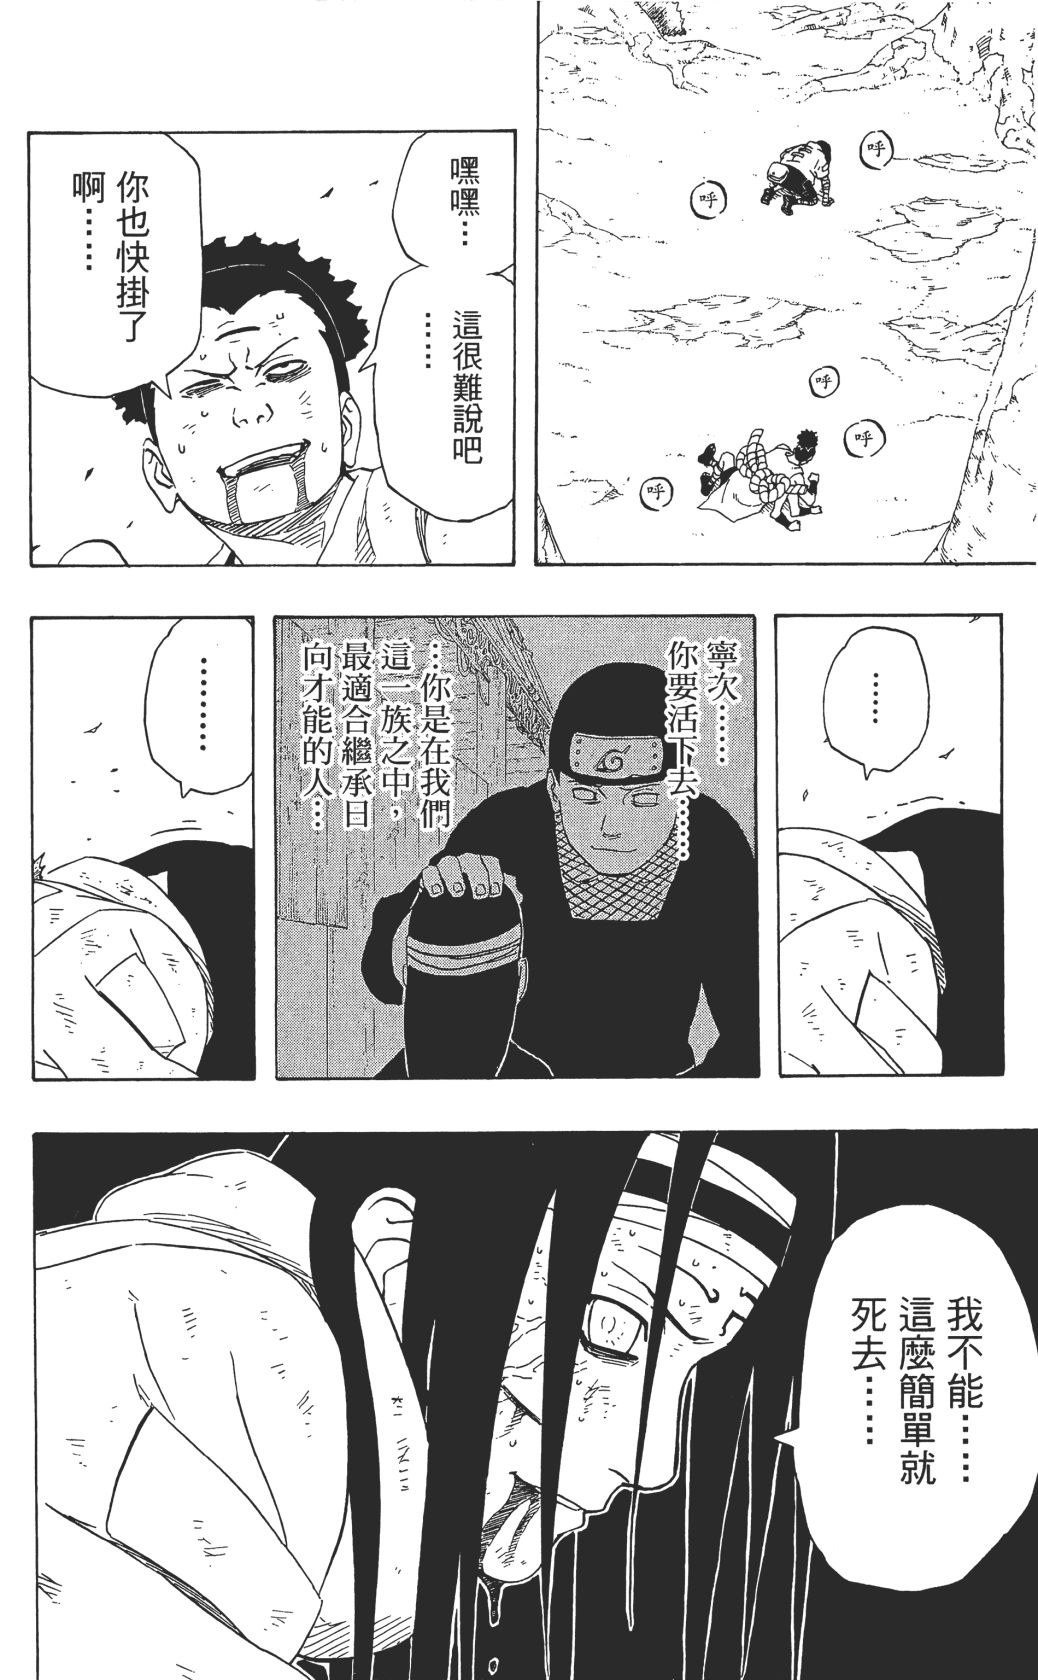 呼
呼
呼
呼
呼
嘿嘿…
這很難說吧
……
你也快掛了
啊……
……
寧次……
你要活下去……
…你是在我們
這一族之中，
最適合繼承日
向才能的人…
………
我不能……
這麼簡單就
死去……